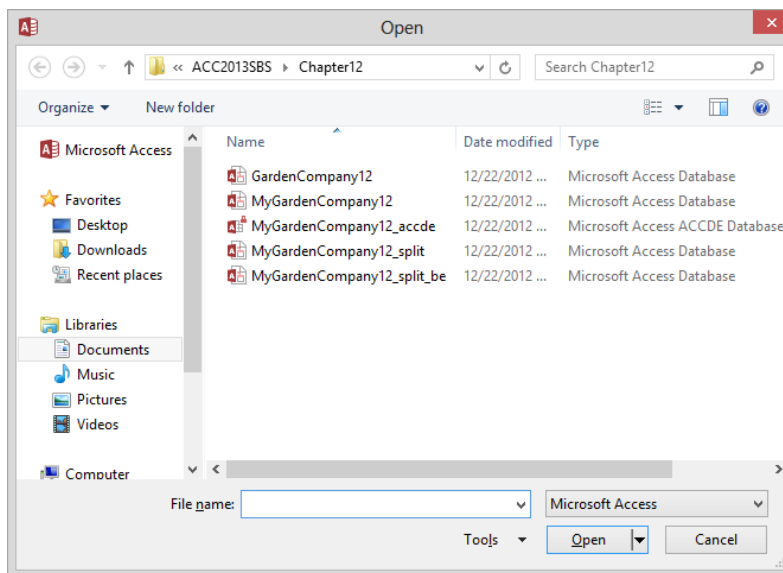 Open
« ACC2013SBS Chapter12
Search Chapter12
Organize
New folder
Microsoft Access
Favorites
Desktop
Downloads
Recent places
Libraries
Documents
Music
Pictures
Videos
Computer
Name Date modified Type
GardenCompany12 12/22/2012 ... Microsoft Access Database
MyGardenCompany12 12/22/2012 ... Microsoft Access Database
MyGardenCompany12_accde 12/22/2012 ... Microsoft Access ACCDE Database
MyGardenCompany12_split 12/22/2012 ... Microsoft Access Database
MyGardenCompany12_split_be 12/22/2012 ... Microsoft Access Database
File name:
Microsoft Access
Tools
Open
Cancel